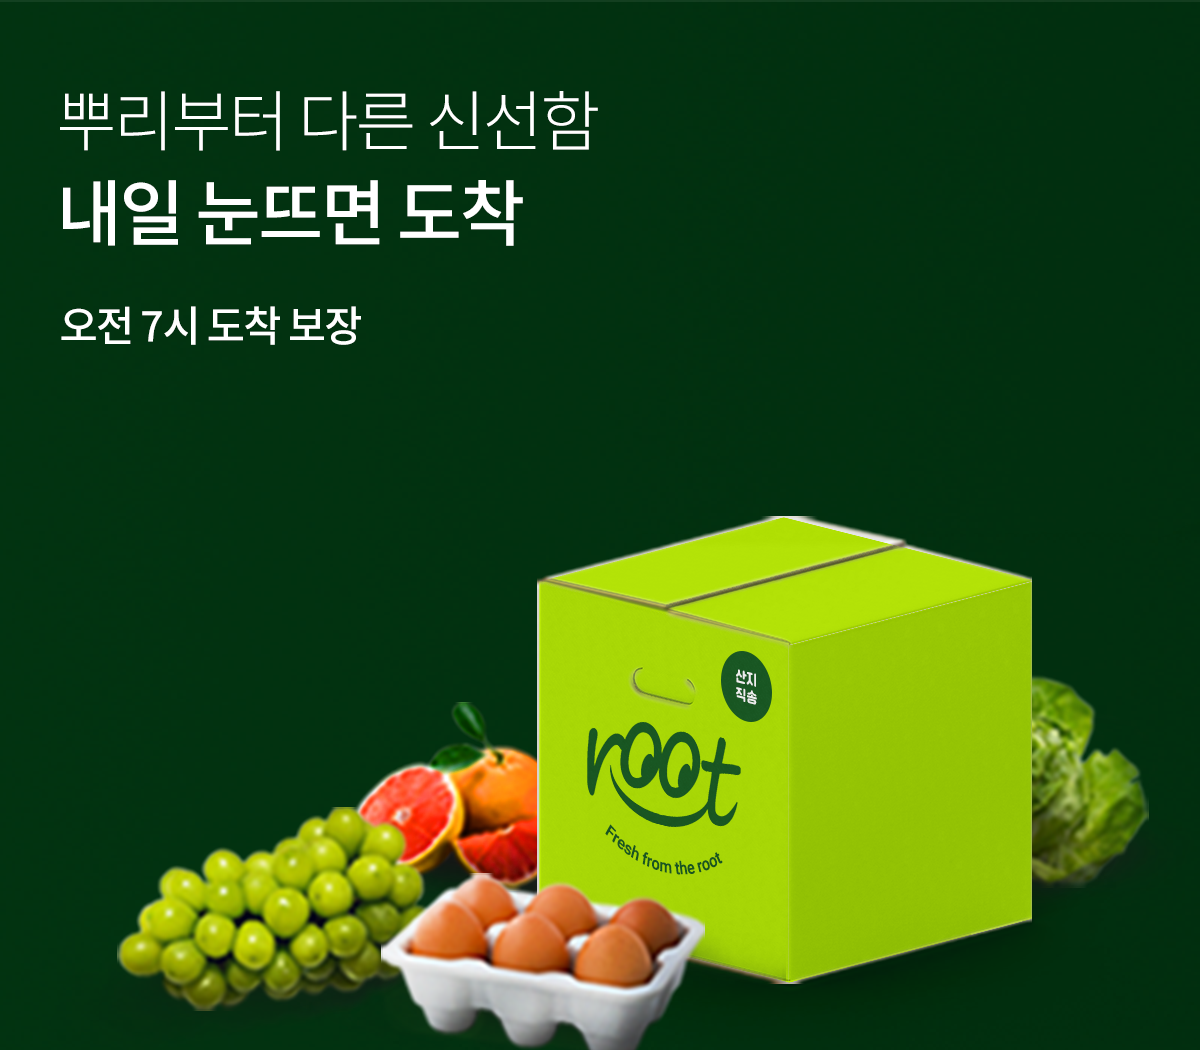 뿌리부터 다른 신선함
내일 눈뜨면 도착
오전 7시 도착 보장
산지
직송
root
Fresh from the root